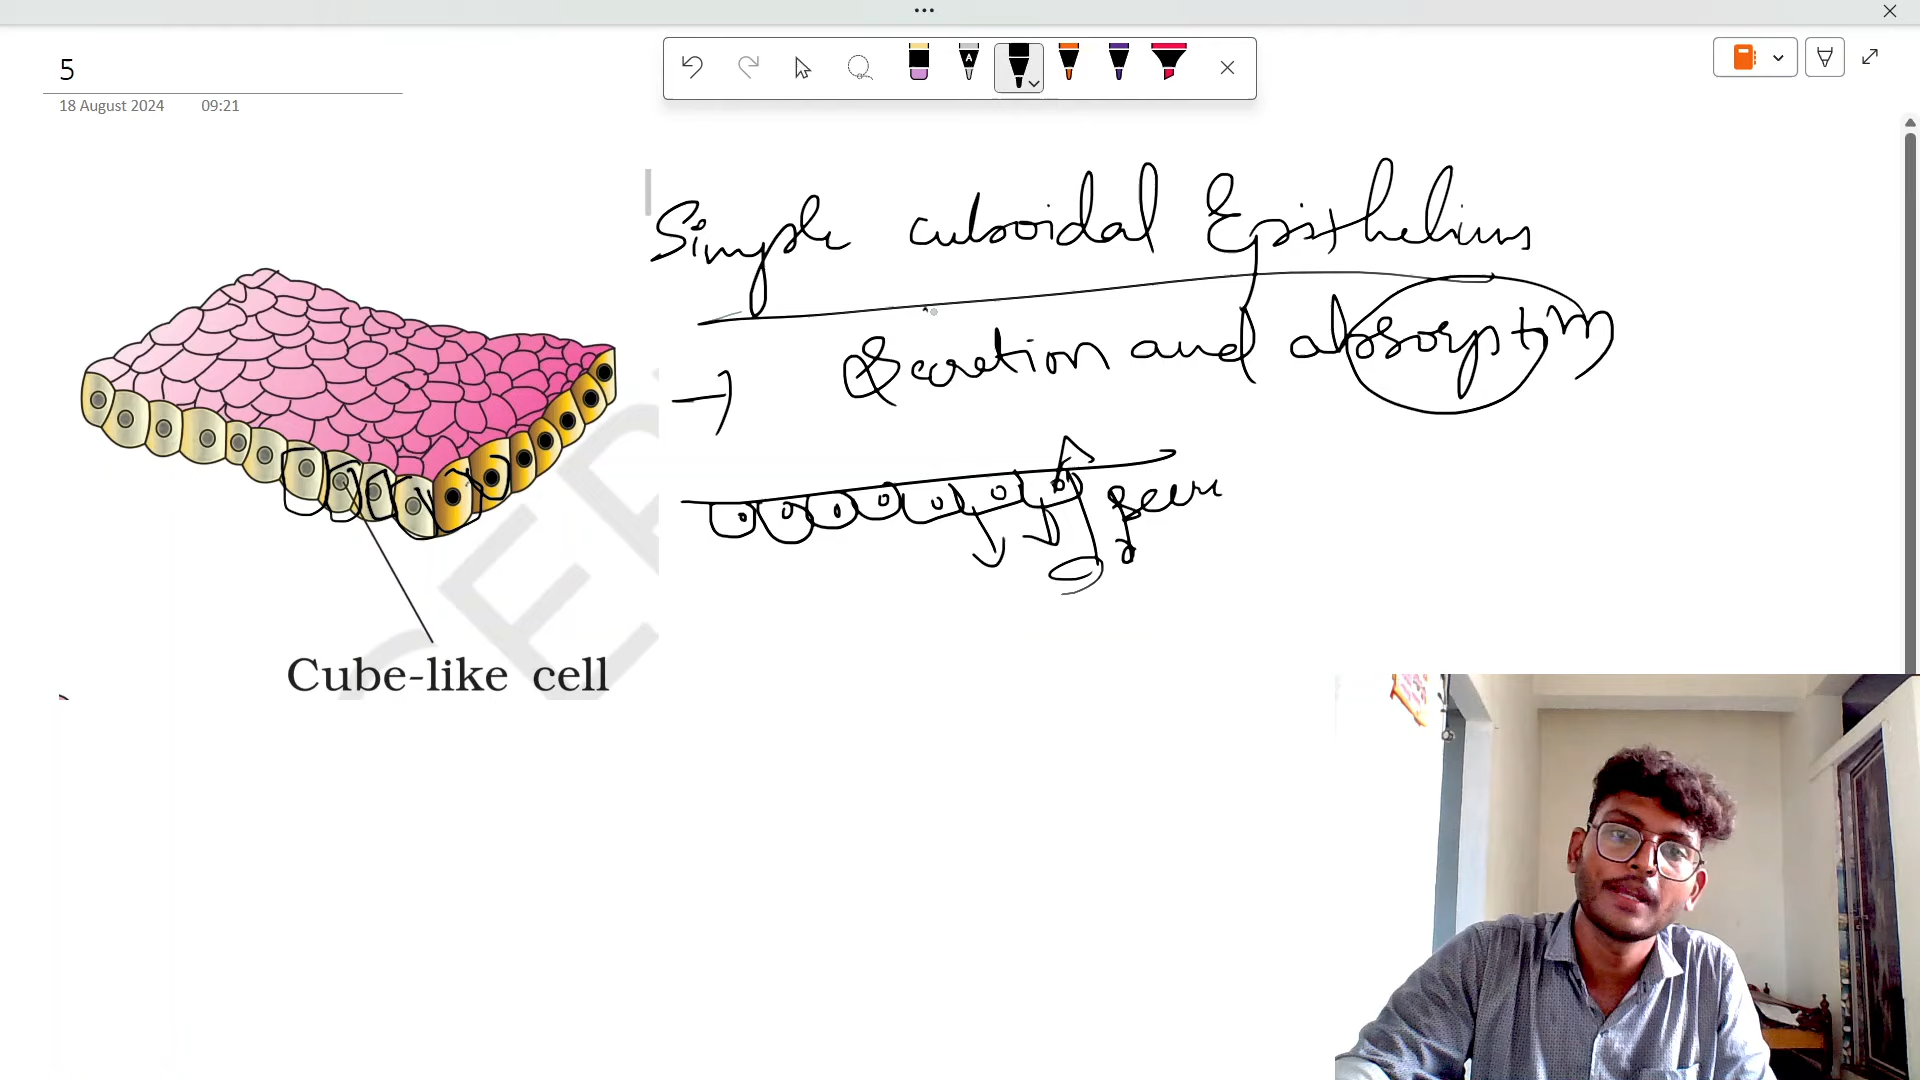 5
18 August 2024 09:21
Simple cuboidal Epithelium
Secretion and absorption
Cube-like cell